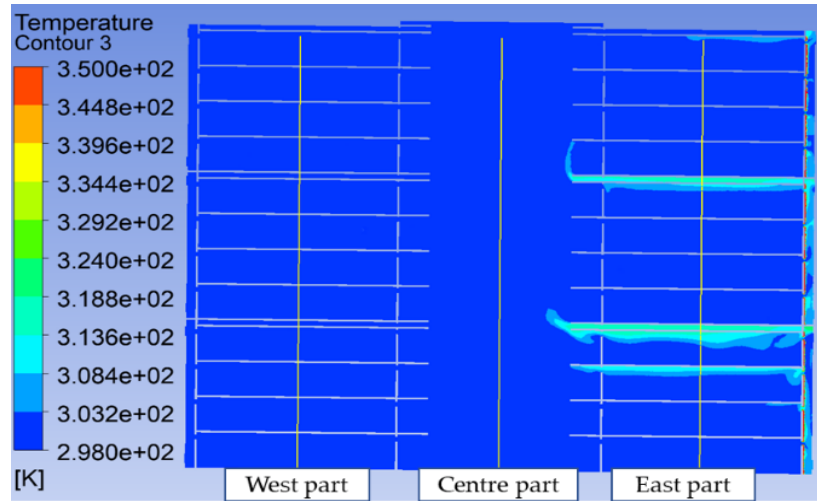 Temperature
Contour 3
3.500e+02
3.448e+02
3.396e+02
3.344e+02
3.292e+02
3.240e+02
3.188e+02
3.136e+02
3.084e+02
3.032e+02
2.980e+02
[K]
West part
Centre part
East part